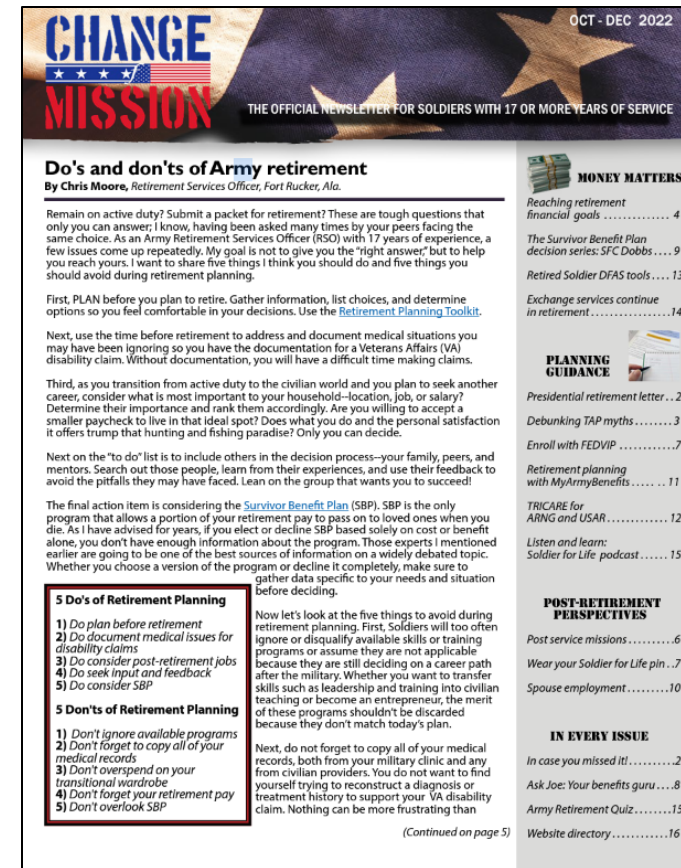 OCT - DEC 2022
CHANGE
of
MISSION
THE OFFICIAL NEWSLETTER FOR SOLDIERS WITH 17 OR MORE YEARS OF SERVICE
Do's and don'ts of Army retirement
By Chris Moore, Retirement Services Officer, Fort Rucker, Ala.
Remain on active duty? Submit a packet for retirement? These are tough questions that
only you can answer; I know, having been asked many times by your peers facing the
same choice. As an Army Retirement Services Officer (RSO) with 17 years of experience, a
few issues come up repeatedly. My goal is not to give you the "right answer," but to help
you reach yours. I want to share five things I think you should do and five things you
should avoid during retirement planning.
First, PLAN before you plan to retire. Gather information, list choices, and determine
options so you feel comfortable in your decisions. Use the Retirement Planning Toolkit.
Next, use the time before retirement to address and document medical situations you
may have been ignoring so you have the documentation for a Veterans Affairs (VA)
disability claim. Without documentation, you will have a difficult time making claims.
Third, as you transition from active duty to the civilian world and you plan to seek another
career, consider what is most important to your household--location, job, or salary?
Determine their importance and rank them accordingly. Are you willing to accept a
smaller paycheck to live in that ideal spot? Does what you do and the personal satisfaction
it offers trump that hunting and fishing paradise? Only you can decide.
Next on the "to do" list is to include others in the decision process--your family, peers, and
mentors. Search out those people, learn from their experiences, and use their feedback to
avoid the pitfalls they may have faced. Lean on the group that wants you to succeed!
The final action item is considering the Survivor Benefit Plan (SBP). SBP is the only
program that allows a portion of your retirement pay to pass on to loved ones when you
die. As I have advised for years, if you elect or decline SBP based solely on cost or benefit
alone, you don't have enough information about the program. Those experts I mentioned
earlier are going to be one of the best sources of information on a widely debated topic.
Whether you choose a version of the program or decline it completely, make sure to
gather data specific to your needs and situation
before deciding.
Now let's look at the five things to avoid during
retirement planning. First, Soldiers will too often
ignore or disqualify available skills or training
programs or assume they are not applicable
because they are still deciding on a career path
after the military. Whether you want to transfer
skills such as leadership and training into civilian
teaching or become an entrepreneur, the merit
of these programs shouldn't be discarded
because they don't match today's plan.
Next, do not forget to copy all of your medical
records, both from your military clinic and any
from civilian providers. You do not want to find
yourself trying to reconstruct a diagnosis or
treatment history to support your VA disability
claim. Nothing can be more frustrating than
(Continued on page 5)
5 Do's of Retirement Planning
1) Do plan before retirement
2) Do document medical issues for
disability claims
3) Do consider post-retirement jobs
4) Do seek input and feedback
5) Do consider SBP
5 Don'ts of Retirement Planning
1) Don't ignore available programs
2) Don't forget to copy all of your
medical records
3) Don't overspend on your
transitional wardrobe
4) Don't forget your retirement pay
5) Don't overlook SBP
MONEY MATTERS
Reaching retirement
financial goals .............. 4
The Survivor Benefit Plan
decision series: SFC Dobbs .... 9
Retired Soldier DFAS tools .... 13
Exchange services continue
in retirement .................14
PLANNING
GUIDANCE
Presidential retirement letter . . 2
Debunking TAP myths ........ 3
Enroll with FEDVIP ............7
Retirement planning
with MyArmyBenefits ...... 11
TRICARE for
ARNG and USAR ............. 12
Listen and learn:
Soldier for Life podcast ...... 15
POST-RETIREMENT
PERSPECTIVES
Post service missions ..........6
Wear your Soldier for Life pin . .7
Spouse employment .........10
IN EVERY ISSUE
In case you missed it! ..........2
Ask Joe: Your benefits guru ....8
Army Retirement Quiz ........15
Website directory ............16